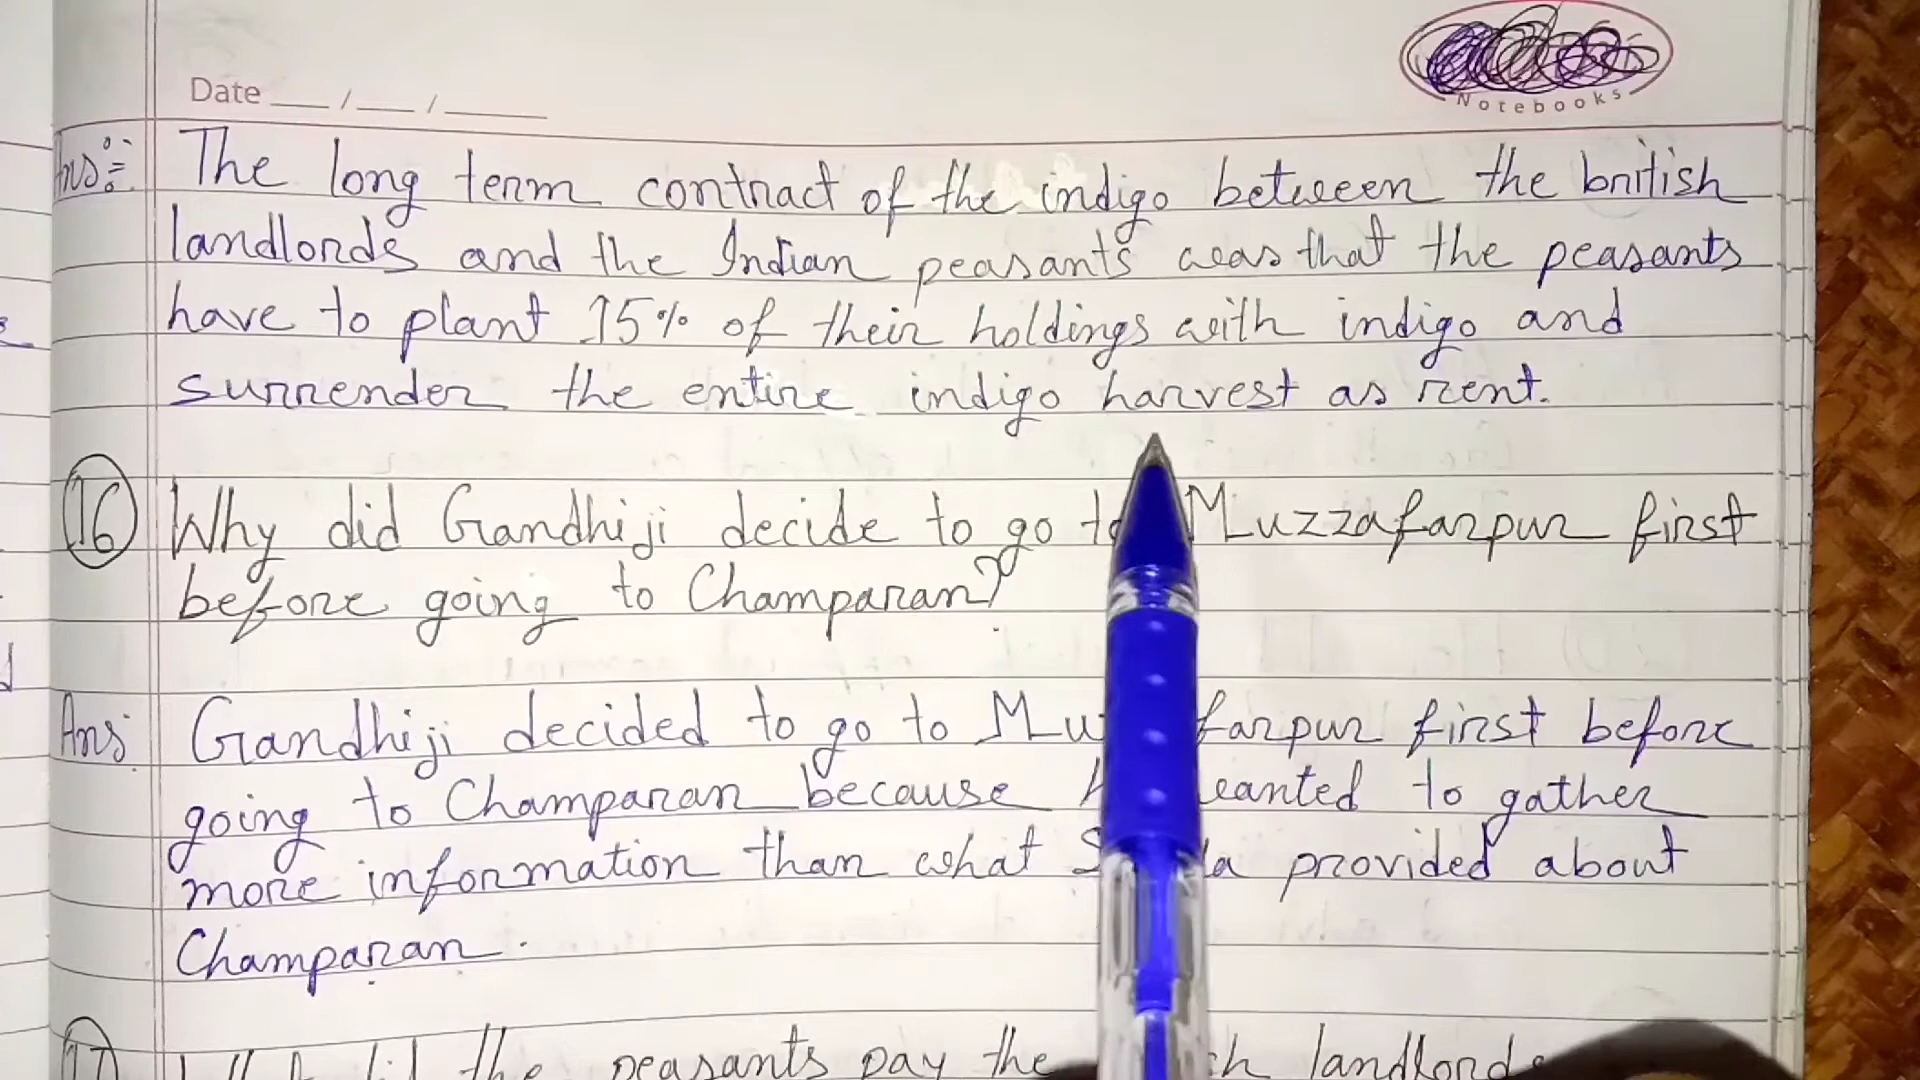 Date __/__/____
Notebooks
Ans:
The long term contract of the indigo between the british
landlords and the Indian peasants was that the peasants
have to plant 15% of their holdings with indigo and
surrender the entire indigo harvest as rent.
16 Why did Gandhiji decide to go to Muzzafarpur first
before going to Champaran?
Ans: Gandhiji decided to go to Mu farpur first before
going to Champaran because wanted to gather
more information than what provided about
Champaran.
17 the peasants pay the landlords